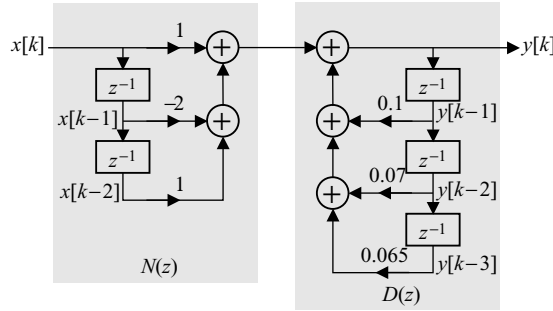 x[k] 1 y[k]
z⁻¹ z⁻¹
x[k−1] −2 0.1 y[k−1]
z⁻¹ z⁻¹
x[k−2] 1 0.07 y[k−2]
z⁻¹
0.065 y[k−3]
N(z) D(z)